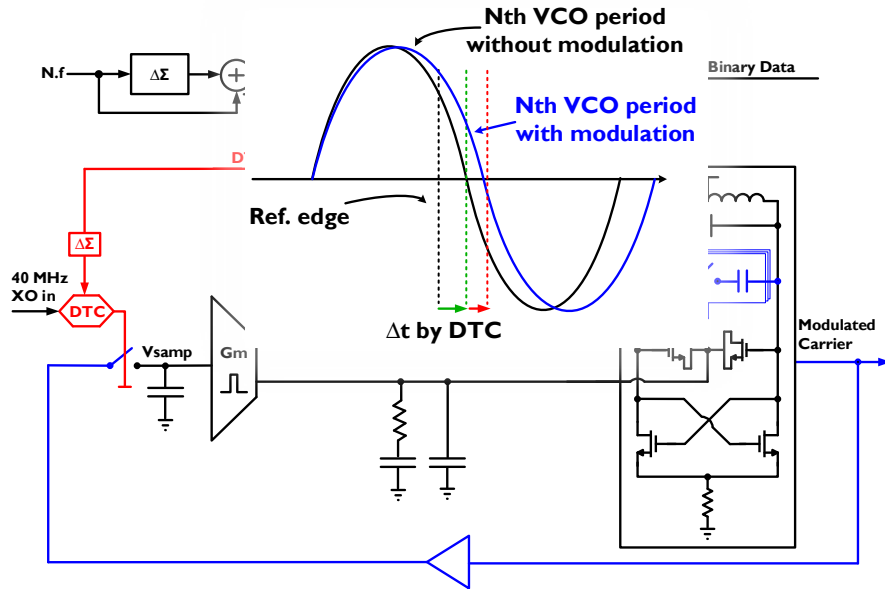 Nth VCO period
without modulation
N.f
ΔΣ
+
Binary Data
Nth VCO period
with modulation
Ref. edge
ΔΣ
40 MHz
XO in
DTC
Δt by DTC
Vsamp
Gm
Modulated
Carrier